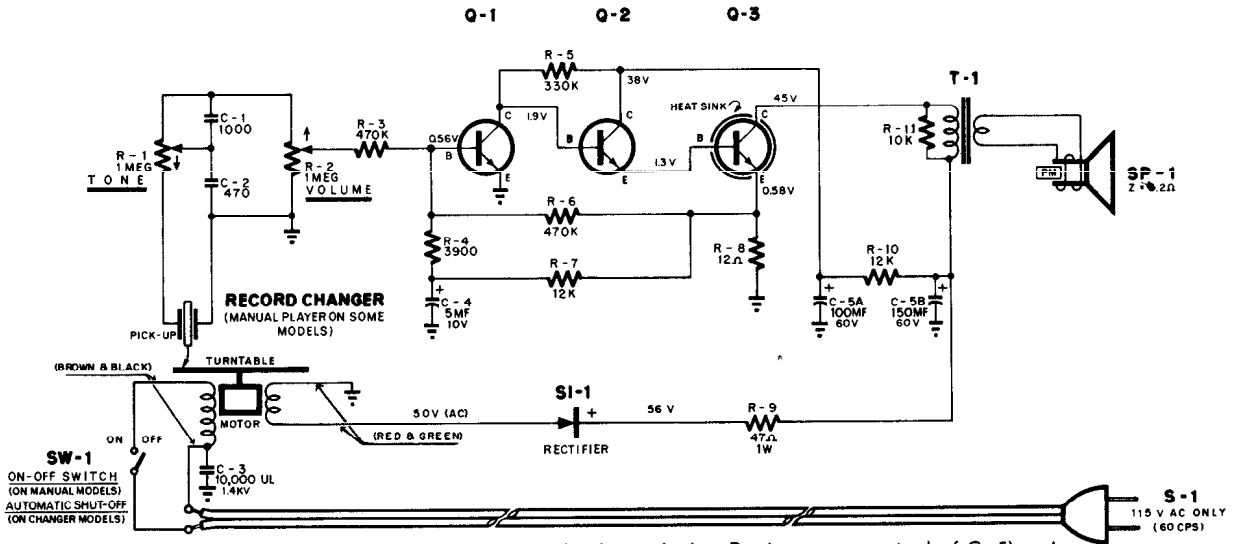 Q-1
Q-2
Q-3
R-5
330K
38V
T-1
HEAT SINK
45V
C-1
1000
R-3
470K
0.56V
C
1.9V
B
C
B
C
R-11
10K
R-1
1 MEG
TONE
R-2
1 MEG
VOLUME
B
E
E
1.3V
E
0.58V
PM
SP-1
C-2
470
R-6
470K
R-4
3900
R-7
12K
R-8
12Ω
R-10
12K
+
C-4
5MF
10V
+
C-5A
100MF
60V
+
C-5B
150MF
60V
RECORD CHANGER
(MANUAL PLAYER ON SOME
MODELS)
PICK-UP
TURNTABLE
(BROWN & BLACK)
MOTOR
50V (AC)
(RED & GREEN)
SI-1
+
RECTIFIER
56 V
R-9
47Ω
1W
ON OFF
SW-1
ON-OFF SWITCH
(ON MANUAL MODELS)
AUTOMATIC SHUT-OFF
(ON CHANGER MODELS)
C-3
10,000 UL
1.4KV
S-1
115 V AC ONLY
(60 CPS)